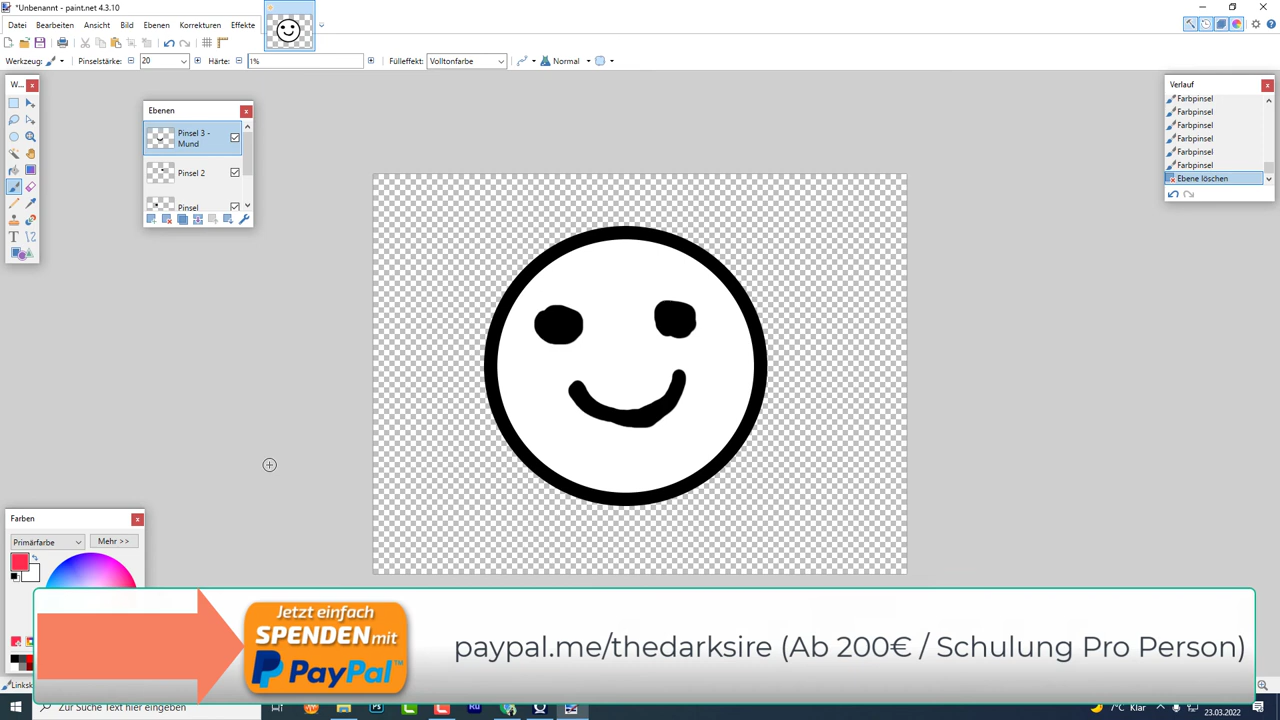 *Unbenannt - paint.net 4.3.10
Datei Bearbeiten Ansicht Bild Ebenen Korrekturen Effekte
Werkzeug: Pinselstärke: 20 Härte: 1% Fülleffekt: Volltonfarbe Normal
W...
Ebenen
Pinsel 3 -
Mund
Pinsel 2
Pinsel
Verlauf
Farbpinsel
Farbpinsel
Farbpinsel
Farbpinsel
Farbpinsel
Farbpinsel
Ebene löschen
Farben
Primärfarbe Mehr >>
Jetzt einfach
SPENDEN mit
PayPal™
paypal.me/thedarksire (Ab 200€ / Schulung Pro Person)
Zur Suche Text hier eingeben
7°C Klar
23.03.2022